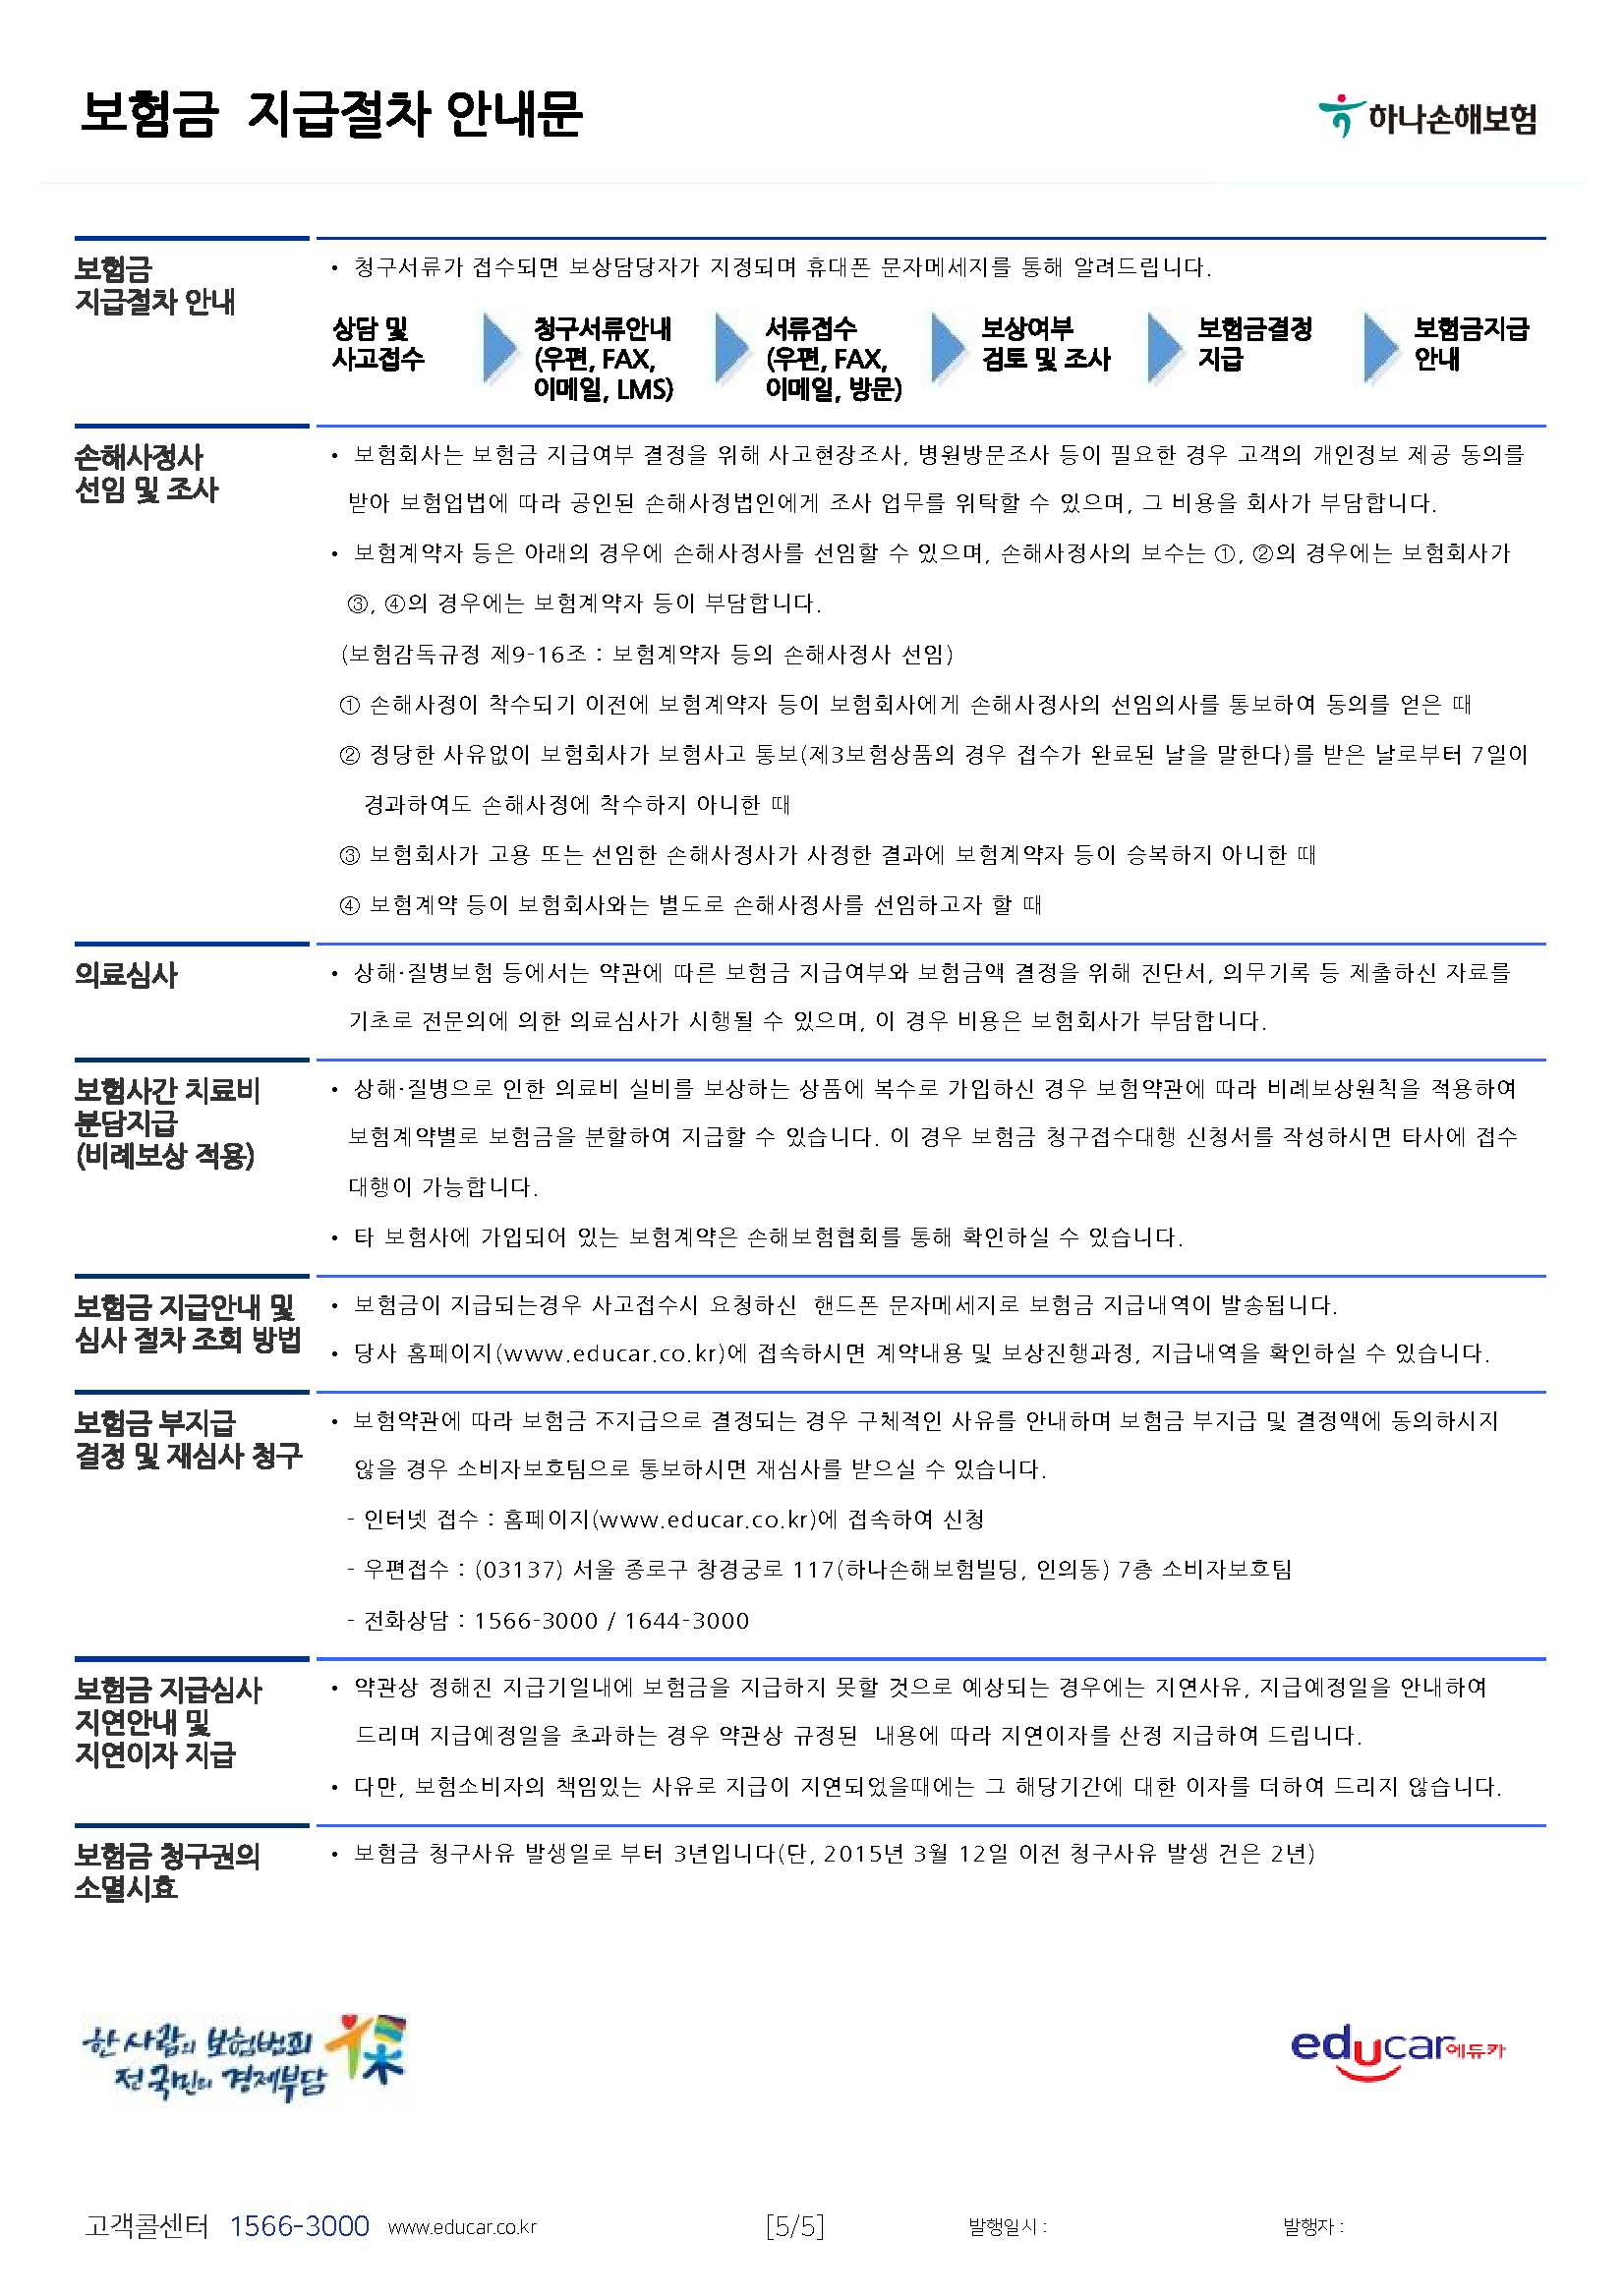 보험금 지급절차 안내문
하나손해보험
보험금
지급절차 안내
• 청구서류가 접수되면 보상담당자가 지정되며 휴대폰 문자메세지를 통해 알려드립니다.
상담 및
사고접수
청구서류안내
(우편, FAX,
이메일, LMS)
서류접수
(우편, FAX,
이메일, 방문)
보상여부
검토 및 조사
보험금결정
지급
보험금지급
안내
손해사정사
선임 및 조사
• 보험회사는 보험금 지급여부 결정을 위해 사고현장조사, 병원방문조사 등이 필요한 경우 고객의 개인정보 제공 동의를
받아 보험업법에 따라 공인된 손해사정법인에게 조사 업무를 위탁할 수 있으며, 그 비용을 회사가 부담합니다.
• 보험계약자 등은 아래의 경우에 손해사정사를 선임할 수 있으며, 손해사정사의 보수는 ①, ②의 경우에는 보험회사가
③, ④의 경우에는 보험계약자 등이 부담합니다.
(보험감독규정 제9-16조 : 보험계약자 등의 손해사정사 선임)
① 손해사정이 착수되기 이전에 보험계약자 등이 보험회사에게 손해사정사의 선임의사를 통보하여 동의를 얻은 때
② 정당한 사유없이 보험회사가 보험사고 통보(제3보험상품의 경우 접수가 완료된 날을 말한다)를 받은 날로부터 7일이
경과하여도 손해사정에 착수하지 아니한 때
③ 보험회사가 고용 또는 선임한 손해사정사가 사정한 결과에 보험계약자 등이 승복하지 아니한 때
④ 보험계약 등이 보험회사와는 별도로 손해사정사를 선임하고자 할 때
의료심사
• 상해·질병보험 등에서는 약관에 따른 보험금 지급여부와 보험금액 결정을 위해 진단서, 의무기록 등 제출하신 자료를
기초로 전문의에 의한 의료심사가 시행될 수 있으며, 이 경우 비용은 보험회사가 부담합니다.
보험사간 치료비
분담지급
(비례보상 적용)
• 상해·질병으로 인한 의료비 실비를 보상하는 상품에 복수로 가입하신 경우 보험약관에 따라 비례보상원칙을 적용하여
보험계약별로 보험금을 분할하여 지급할 수 있습니다. 이 경우 보험금 청구접수대행 신청서를 작성하시면 타사에 접수
대행이 가능합니다.
• 타 보험사에 가입되어 있는 보험계약은 손해보험협회를 통해 확인하실 수 있습니다.
보험금 지급안내 및
심사 절차 조회 방법
• 보험금이 지급되는경우 사고접수시 요청하신 핸드폰 문자메세지로 보험금 지급내역이 발송됩니다.
• 당사 홈페이지(www.educar.co.kr)에 접속하시면 계약내용 및 보상진행과정, 지급내역을 확인하실 수 있습니다.
보험금 부지급
결정 및 재심사 청구
• 보험약관에 따라 보험금 不지급으로 결정되는 경우 구체적인 사유를 안내하며 보험금 부지급 및 결정액에 동의하시지
않을 경우 소비자보호팀으로 통보하시면 재심사를 받으실 수 있습니다.
- 인터넷 접수 : 홈페이지(www.educar.co.kr)에 접속하여 신청
- 우편접수 : (03137) 서울 종로구 창경궁로 117(하나손해보험빌딩, 인의동) 7층 소비자보호팀
- 전화상담 : 1566-3000 / 1644-3000
보험금 지급심사
지연안내 및
지연이자 지급
• 약관상 정해진 지급기일내에 보험금을 지급하지 못할 것으로 예상되는 경우에는 지연사유, 지급예정일을 안내하여
드리며 지급예정일을 초과하는 경우 약관상 규정된 내용에 따라 지연이자를 산정 지급하여 드립니다.
• 다만, 보험소비자의 책임있는 사유로 지급이 지연되었을때에는 그 해당기간에 대한 이자를 더하여 드리지 않습니다.
보험금 청구권의
소멸시효
• 보험금 청구사유 발생일로 부터 3년입니다(단, 2015년 3월 12일 이전 청구사유 발생 건은 2년)
한 사람의 보험범죄
전 국민의 경제부담
educar에듀카
고객콜센터 1566-3000 www.educar.co.kr
[5/5]
발행일시 :
발행자 :